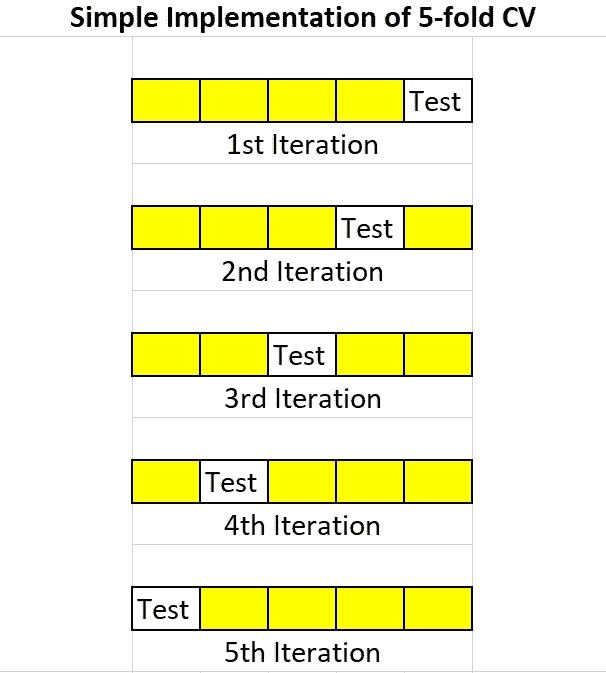 Simple Implementation of 5-fold CV
Test
1st Iteration
Test
2nd Iteration
Test
3rd Iteration
Test
4th Iteration
Test
5th Iteration